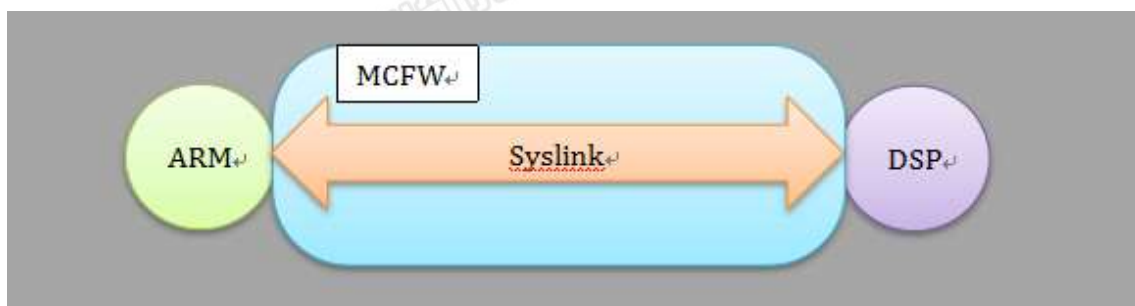 MCFW↵
ARM↵
Syslink↵
DSP↵